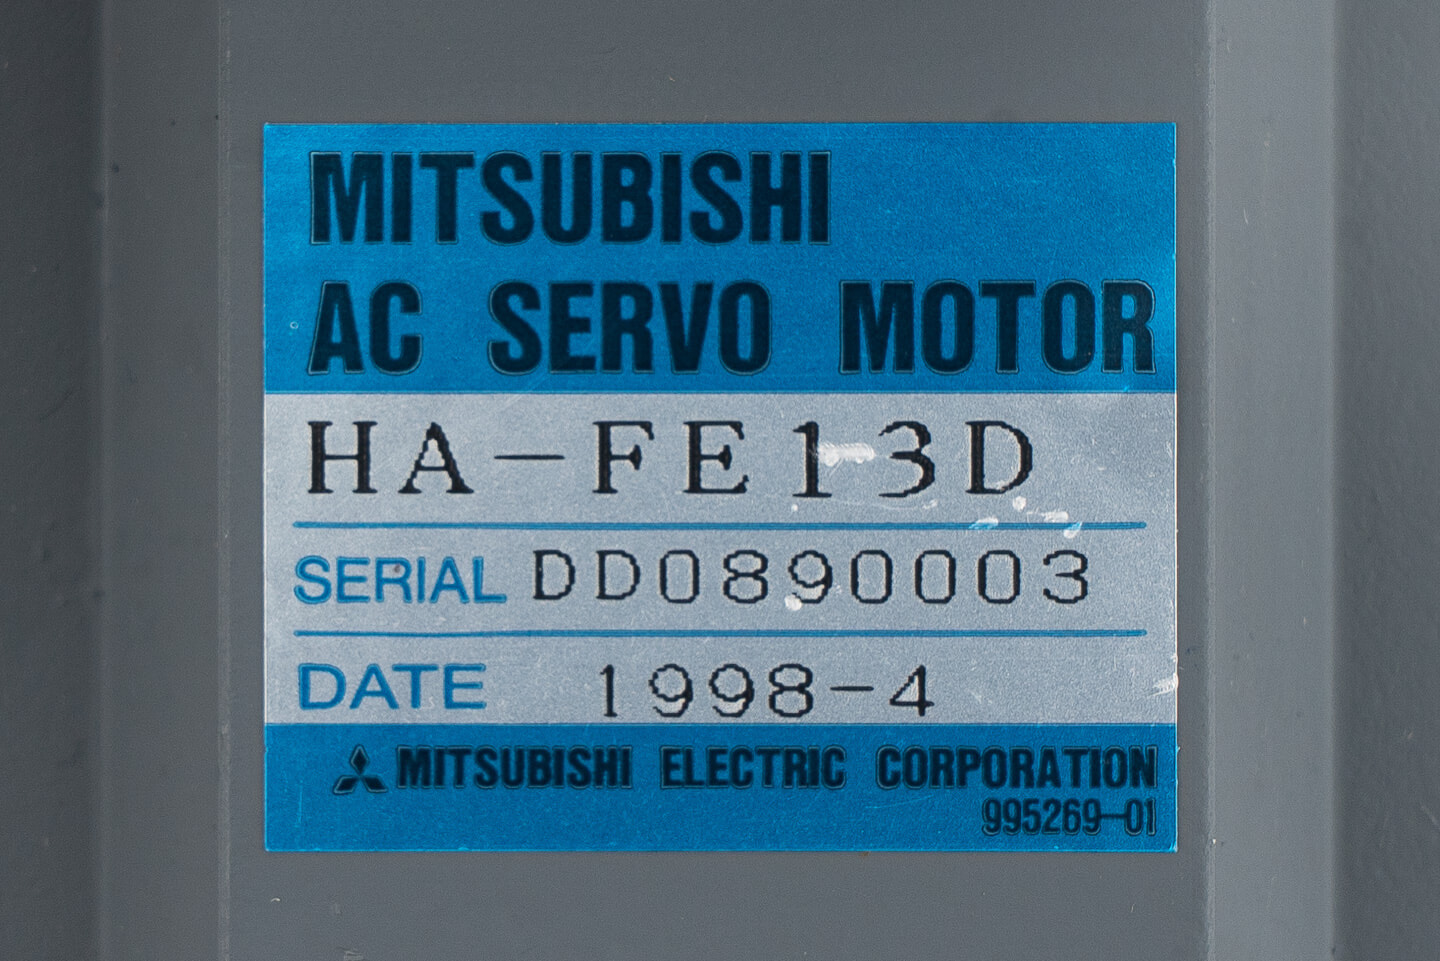 MITSUBISHI
AC SERVO MOTOR
HA-FE13D
SERIAL DD0890003
DATE 1998-4
MITSUBISHI ELECTRIC CORPORATION
995269-01